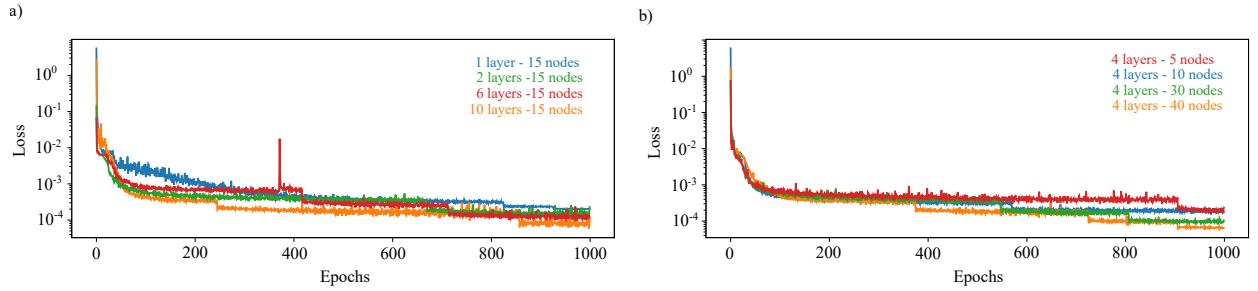 a)
10^0
10^-1
10^-2
10^-3
10^-4
Loss
1 layer - 15 nodes
2 layers -15 nodes
6 layers -15 nodes
10 layers -15 nodes
0
200
400
600
800
1000
Epochs
b)
10^0
10^-1
10^-2
10^-3
10^-4
Loss
4 layers - 5 nodes
4 layers - 10 nodes
4 layers - 30 nodes
4 layers - 40 nodes
0
200
400
600
800
1000
Epochs